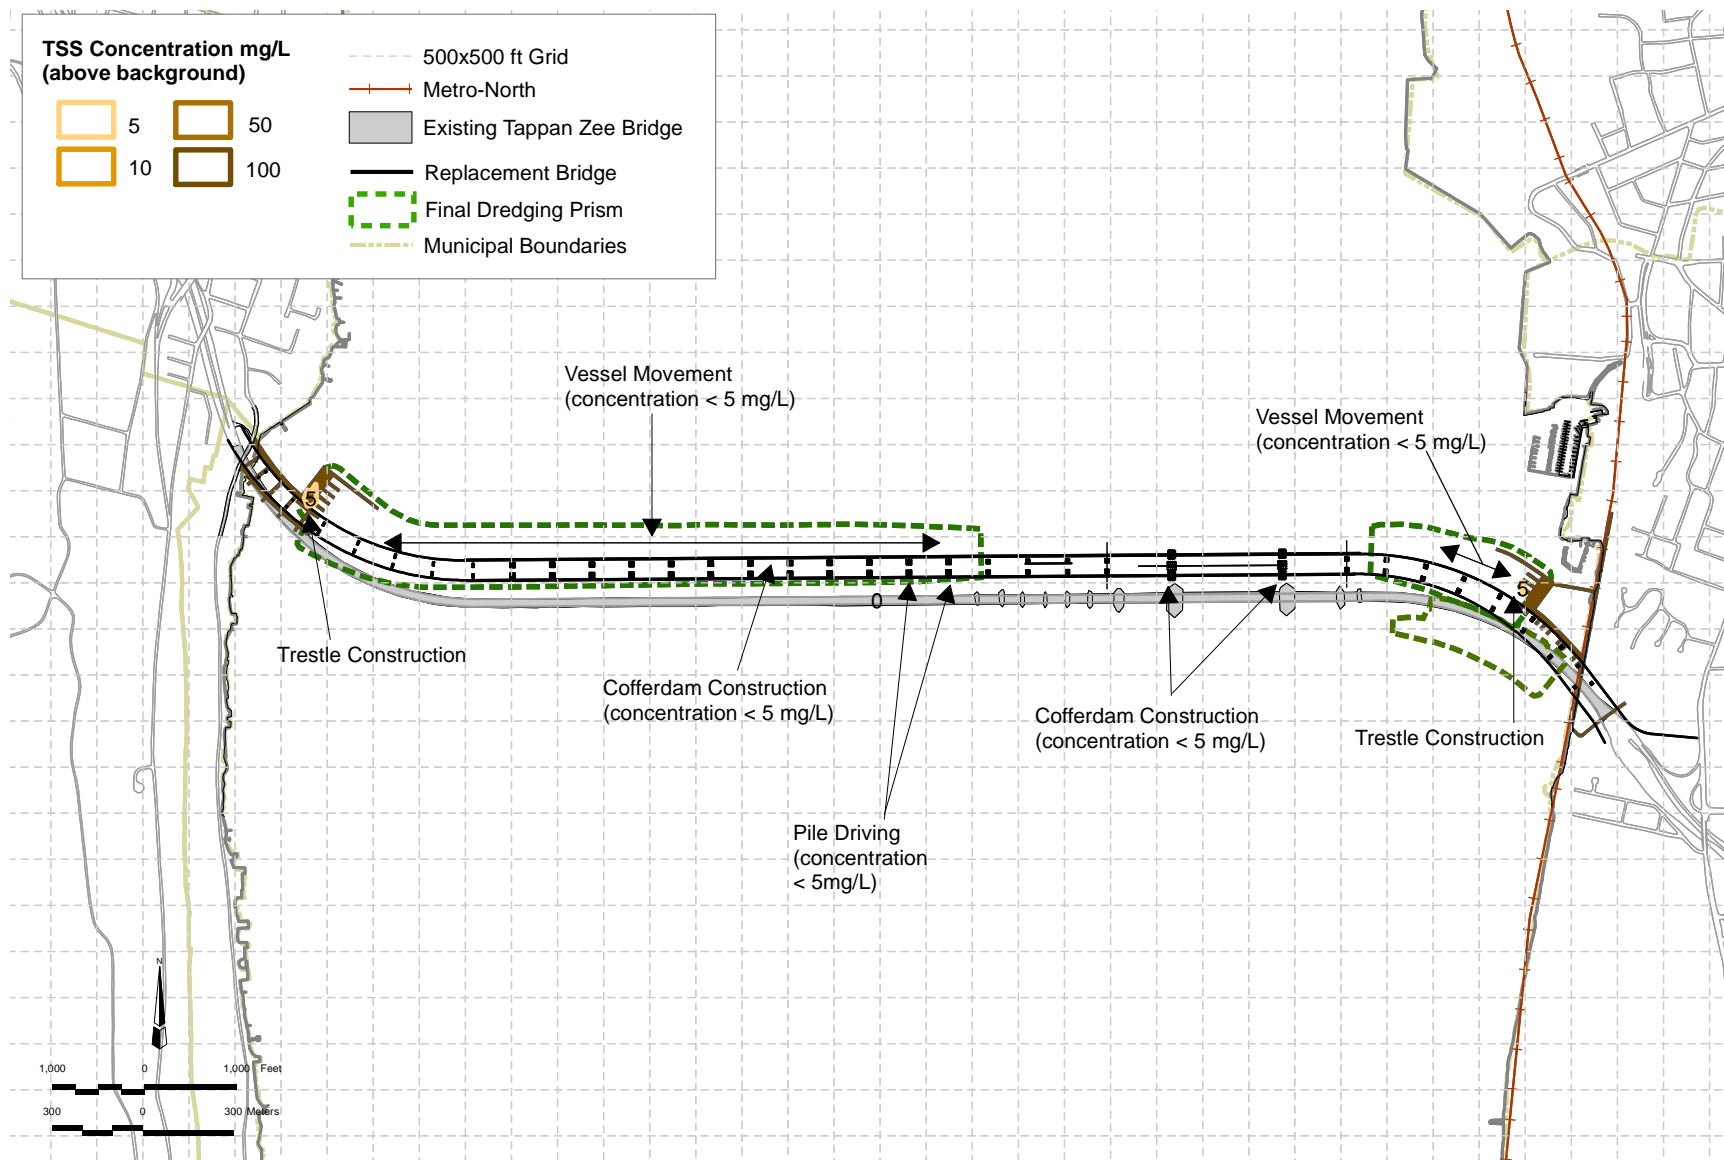 TSS Concentration mg/L
(above background)
5
50
10
100
500x500 ft Grid
Metro-North
Existing Tappan Zee Bridge
Replacement Bridge
Final Dredging Prism
Municipal Boundaries
Vessel Movement
(concentration < 5 mg/L)
Vessel Movement
(concentration < 5 mg/L)
5
5
0
Trestle Construction
Cofferdam Construction
(concentration < 5 mg/L)
Cofferdam Construction
(concentration < 5 mg/L)
Trestle Construction
Pile Driving
(concentration
< 5mg/L)
N
1,000 0 1,000 Feet
300 0 300 Meters